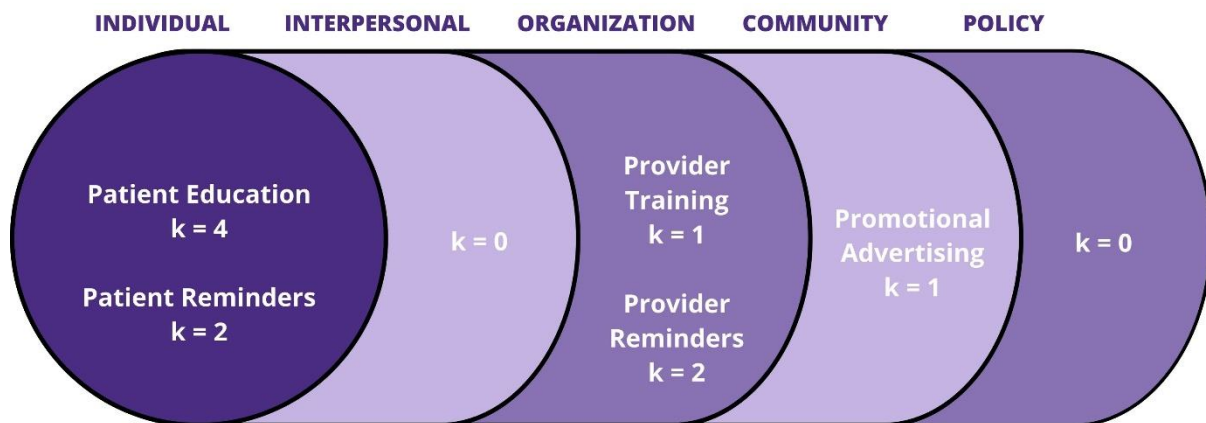 INDIVIDUAL INTERPERSONAL ORGANIZATION COMMUNITY POLICY
Patient Education
k = 4
Patient Reminders
k = 2
k = 0
Provider
Training
k = 1
Provider
Reminders
k = 2
Promotional
Advertising
k = 1
k = 0